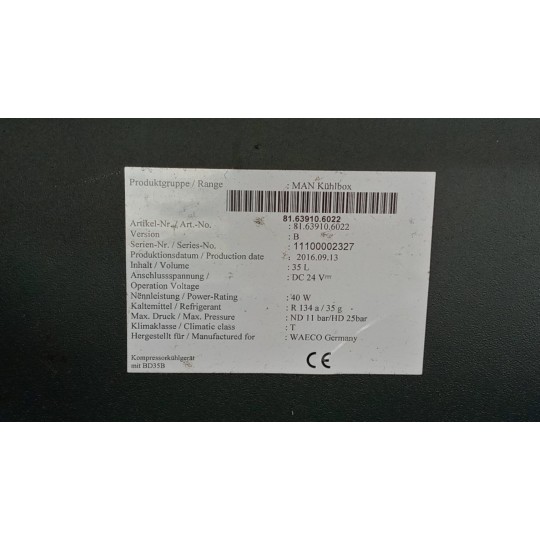 Produktgruppe / Range : MAN Kühlbox
81.63910.6022
Artikel-Nr./ Art.-No. : 81.63910.6022
Version : B
Serien-Nr. / Series-No. : 11100002327
Produktionsdatum / Production date : 2016.09.13
Inhalt / Volume : 35 L
Anschlussspannung / : DC 24 V
Operation Voltage
Nennleistung / Power-Rating : 40 W
Kältemittel / Refrigerant : R 134 a / 35 g
Max. Druck / Max. Pressure : ND 11 bar/HD 25bar
Klimaklasse / Climatic class : T
Hergestellt für / Manufactured for : WAECO Germany
Kompressorkühlgerät
mit BD35B
CE